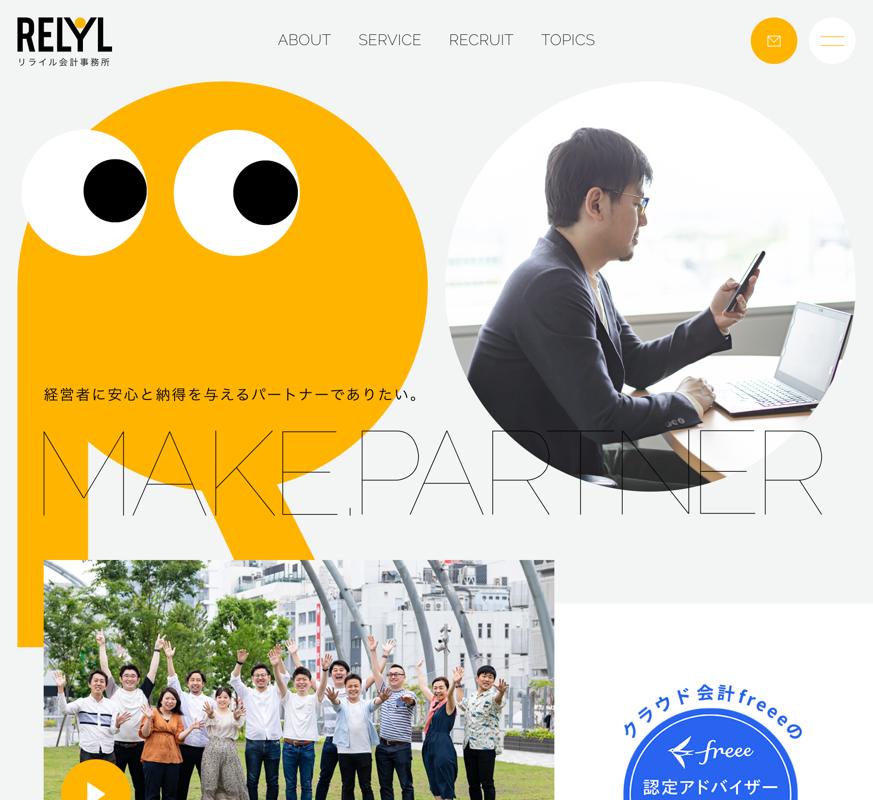 RELYL
リライル会計事務所
ABOUT
SERVICE
RECRUIT
TOPICS
経営者に安心と納得を与えるパートナーでありたい。
MAKE.PARTNER
クラウド会計freeeの
freee
認定アドバイザー